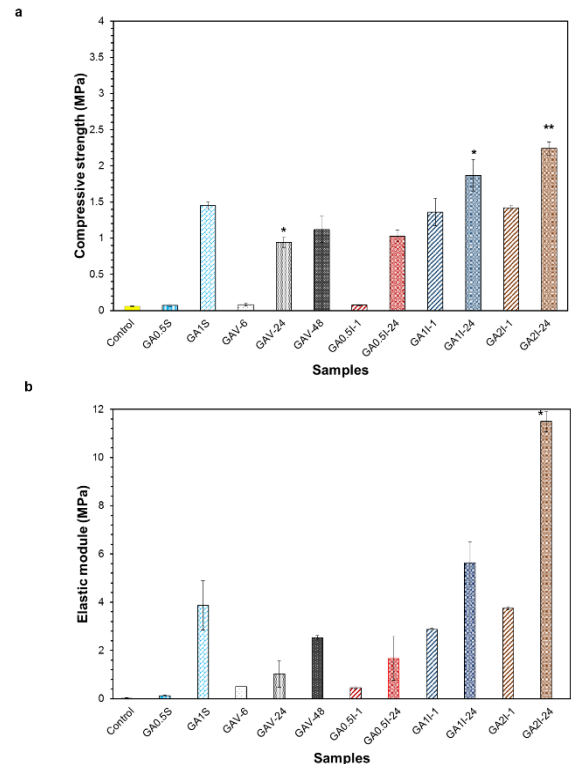 a
Compressive strength (MPa)
4
3.5
3
2.5
2
1.5
1
0.5
0
*
*
**
Control
GA0.5S
GA1S
GAV-6
GAV-24
GAV-48
GA0.5I-1
GA0.5I-24
GA1I-1
GA1I-24
GA2I-1
GA2I-24
Samples
b
Elastic module (MPa)
12
10
8
6
4
2
0
*
Control
GA0.5S
GA1S
GAV-6
GAV-24
GAV-48
GA0.5I-1
GA0.5I-24
GA1I-1
GA1I-24
GA2I-1
GA2I-24
Samples